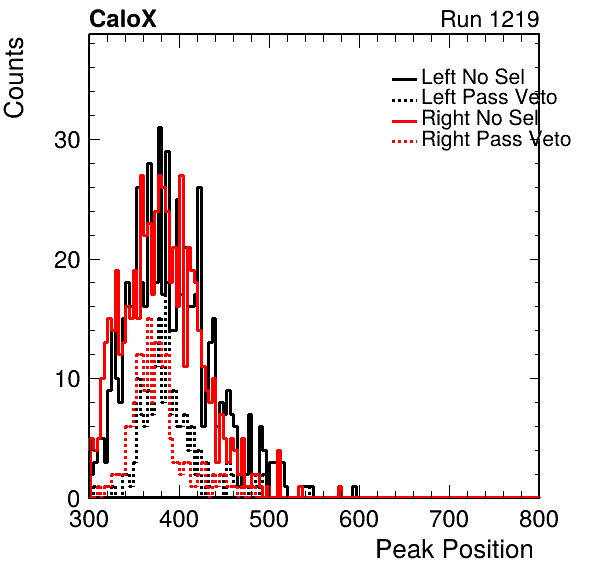 CaloX Run 1219
Counts
Left No Sel
Left Pass Veto
Right No Sel
Right Pass Veto
30
20
10
0
300 400 500 600 700 800
Peak Position